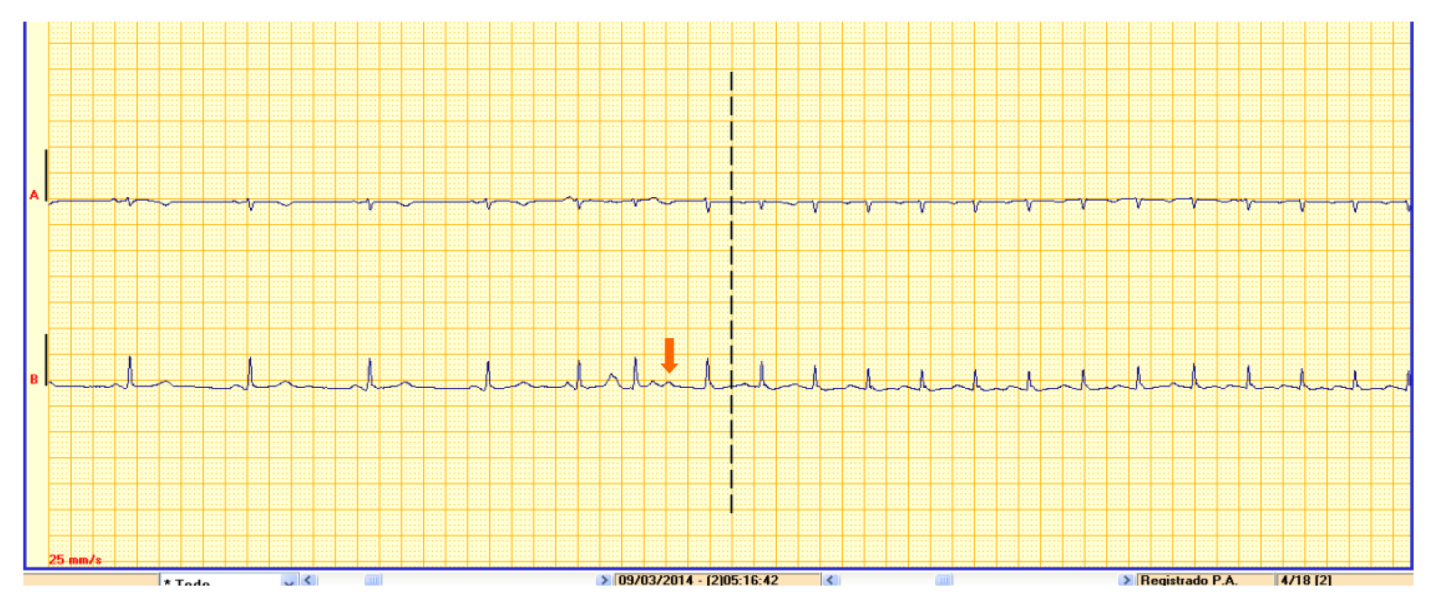 A
B
25 mm/s
* Todo 09/03/2014 - (2)05:16:42 Registrado P.A. 4/18 [2]